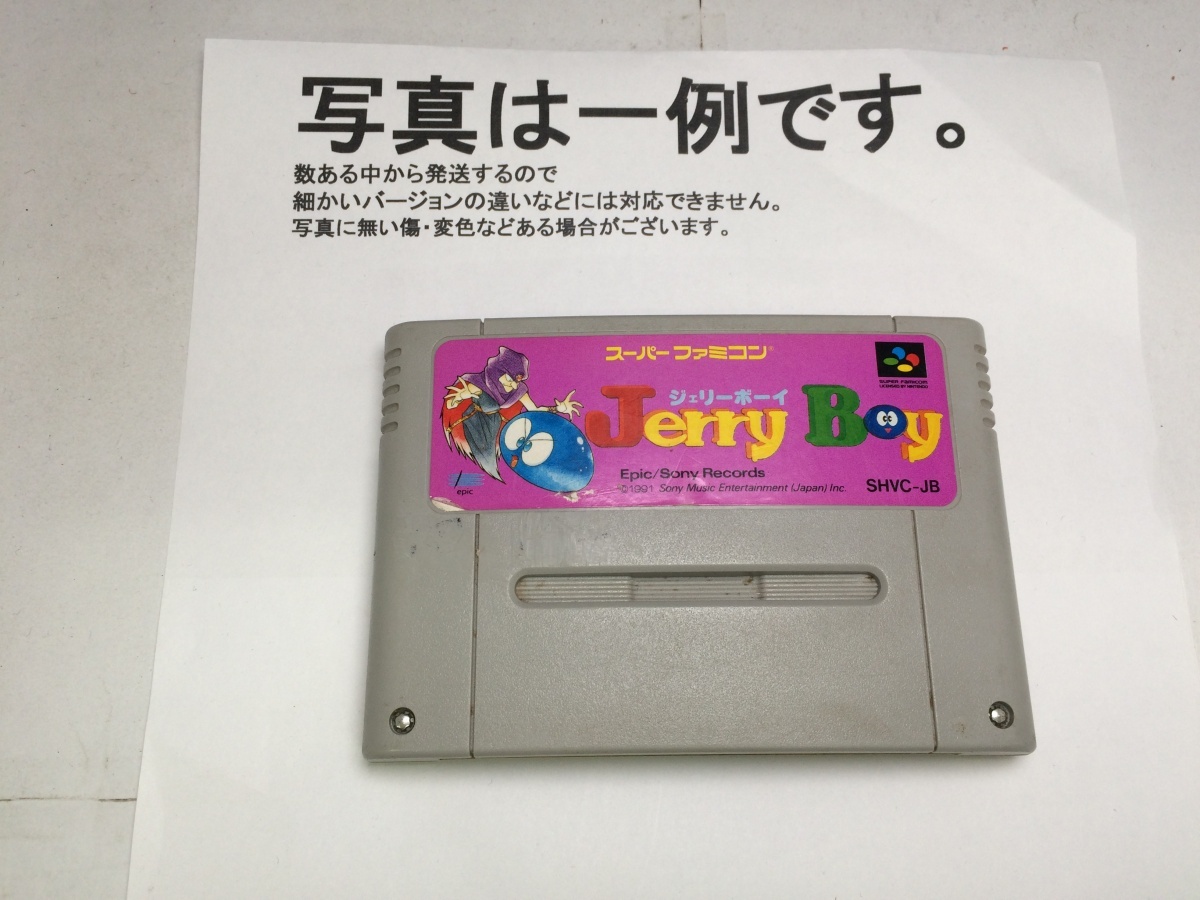 写真は一例です。
数ある中から発送するので
細かいバージョンの違いなどには対応できません。
写真に無い傷・変色などある場合がございます。
スーパーファミコン®
ジェリーボーイ
Jerry Boy
SUPER FAMICOM
LICENSED BY NINTENDO
Epic/Sony Records
©1991 Sony Music Entertainment (Japan) Inc.
SHVC-JB
epic